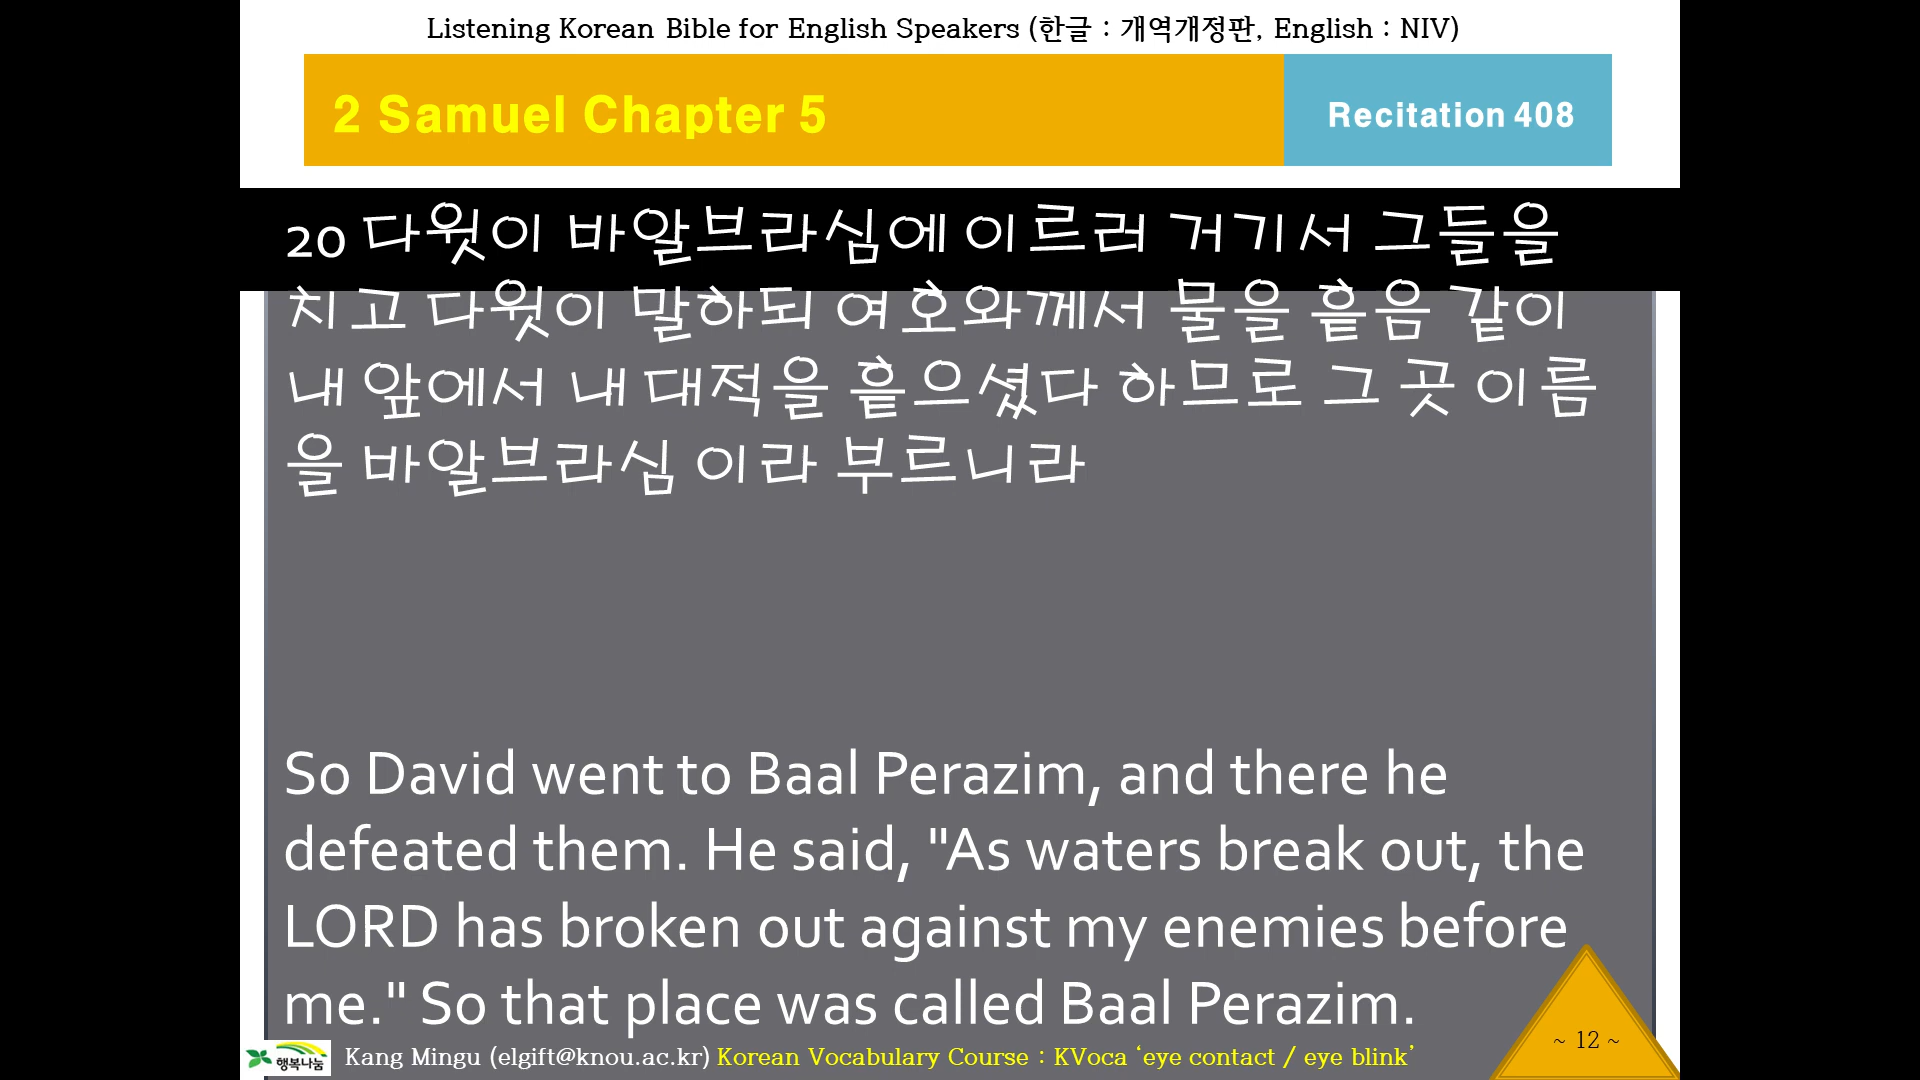 Listening Korean Bible for English Speakers (한글 : 개역개정판, English : NIV)
2 Samuel Chapter 5
Recitation 408
20 다윗이 바알브라심에 이르러 거기서 그들을
치고 다윗이 말하되 여호와께서 물을 흩음 같이
내 앞에서 내 대적을 흩으셨다 하므로 그 곳 이름
을 바알브라심 이라 부르니라
So David went to Baal Perazim, and there he
defeated them. He said, "As waters break out, the
LORD has broken out against my enemies before
me." So that place was called Baal Perazim.
~ 12 ~
행복나눔
Kang Mingu (elgift@knou.ac.kr) Korean Vocabulary Course : KVoca ‘eye contact / eye blink’